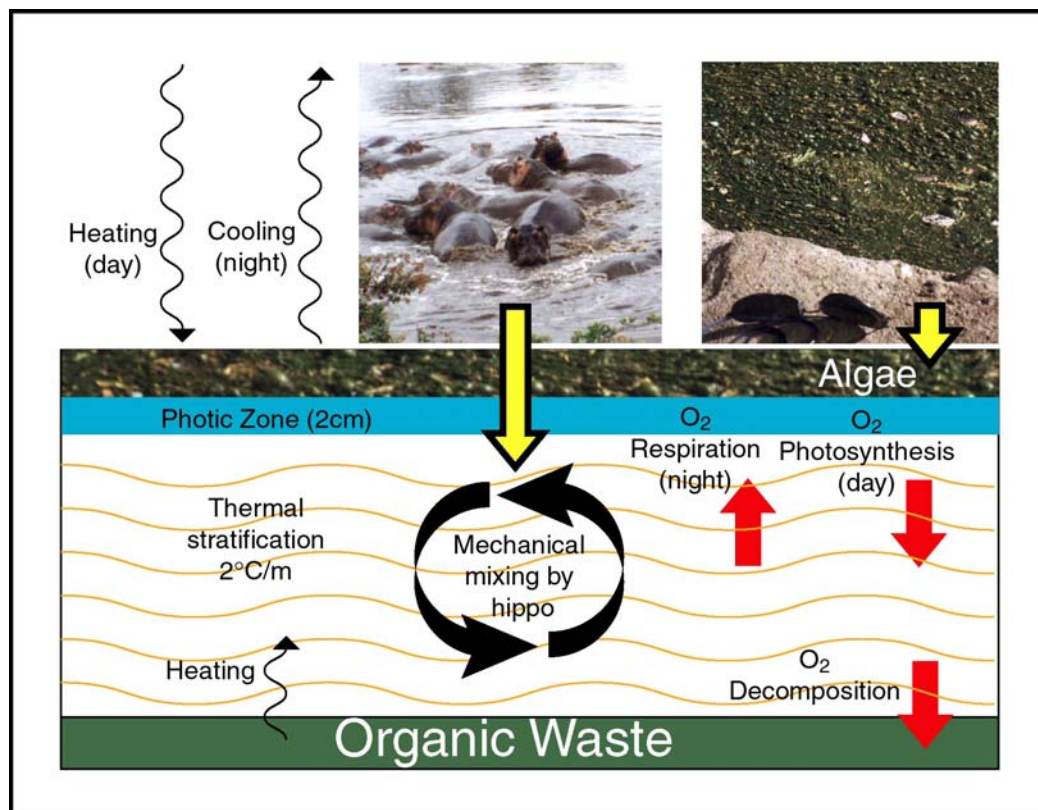 Heating
(day)
Cooling
(night)
Algae
Photic Zone (2cm)
O₂
Respiration
(night)
O₂
Photosynthesis
(day)
Thermal
stratification
2°C/m
Mechanical
mixing by
hippo
Heating
O₂
Decomposition
Organic Waste